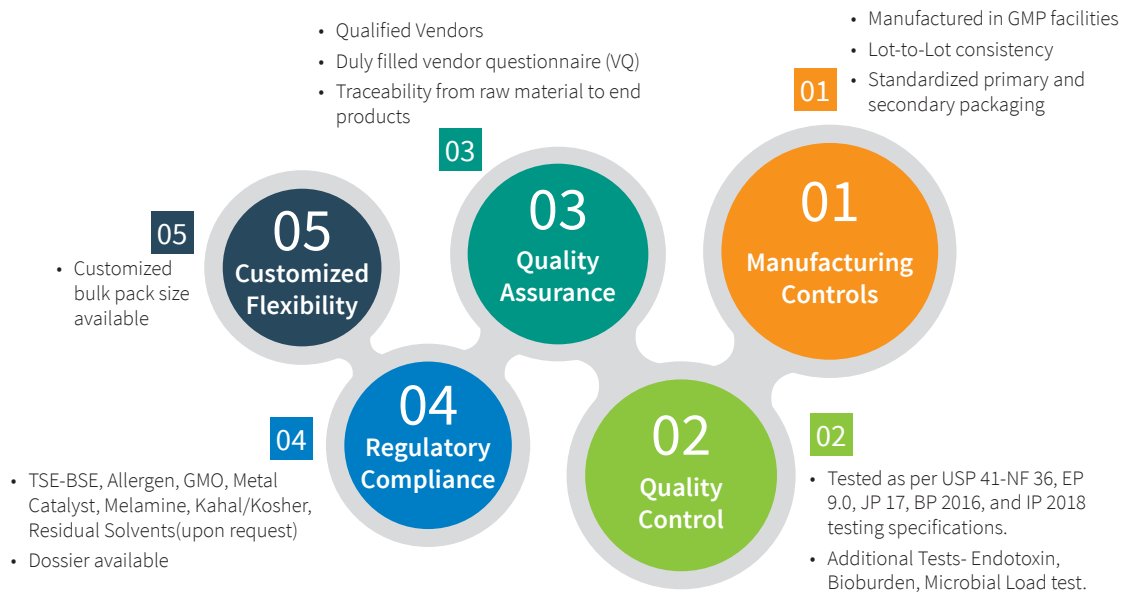 • Manufactured in GMP facilities
• Lot-to-Lot consistency
• Standardized primary and
secondary packaging
01
01
Manufacturing
Controls
02
02
Quality
Control
• Tested as per USP 41-NF 36, EP
9.0, JP 17, BP 2016, and IP 2018
testing specifications.
• Additional Tests- Endotoxin,
Bioburden, Microbial Load test.
• Qualified Vendors
• Duly filled vendor questionnaire (VQ)
• Traceability from raw material to end
products
03
03
Quality
Assurance
04
04
Regulatory
Compliance
• TSE-BSE, Allergen, GMO, Metal
Catalyst, Melamine, Kahal/Kosher,
Residual Solvents(upon request)
• Dossier available
05
05
Customized
Flexibility
• Customized
bulk pack size
available